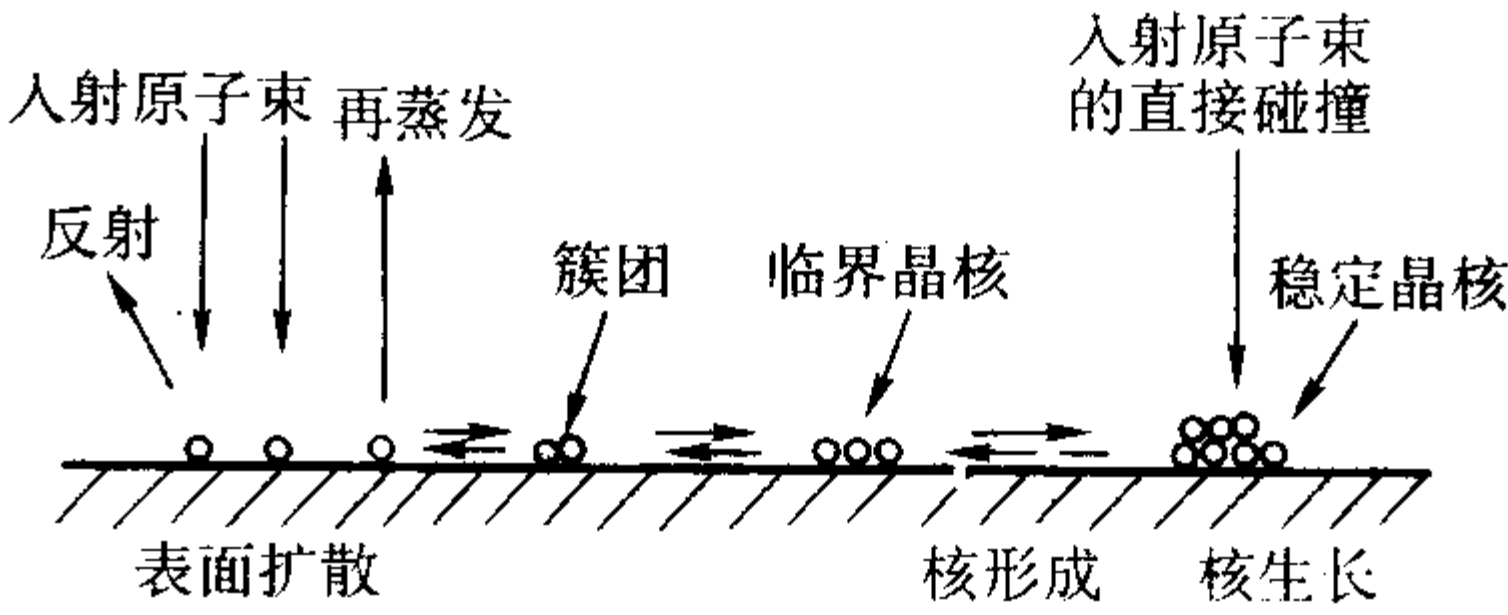 入射原子束
的直接碰撞
入射原子束
再蒸发
反射
簇团
临界晶核
稳定晶核
表面扩散
核形成
核生长